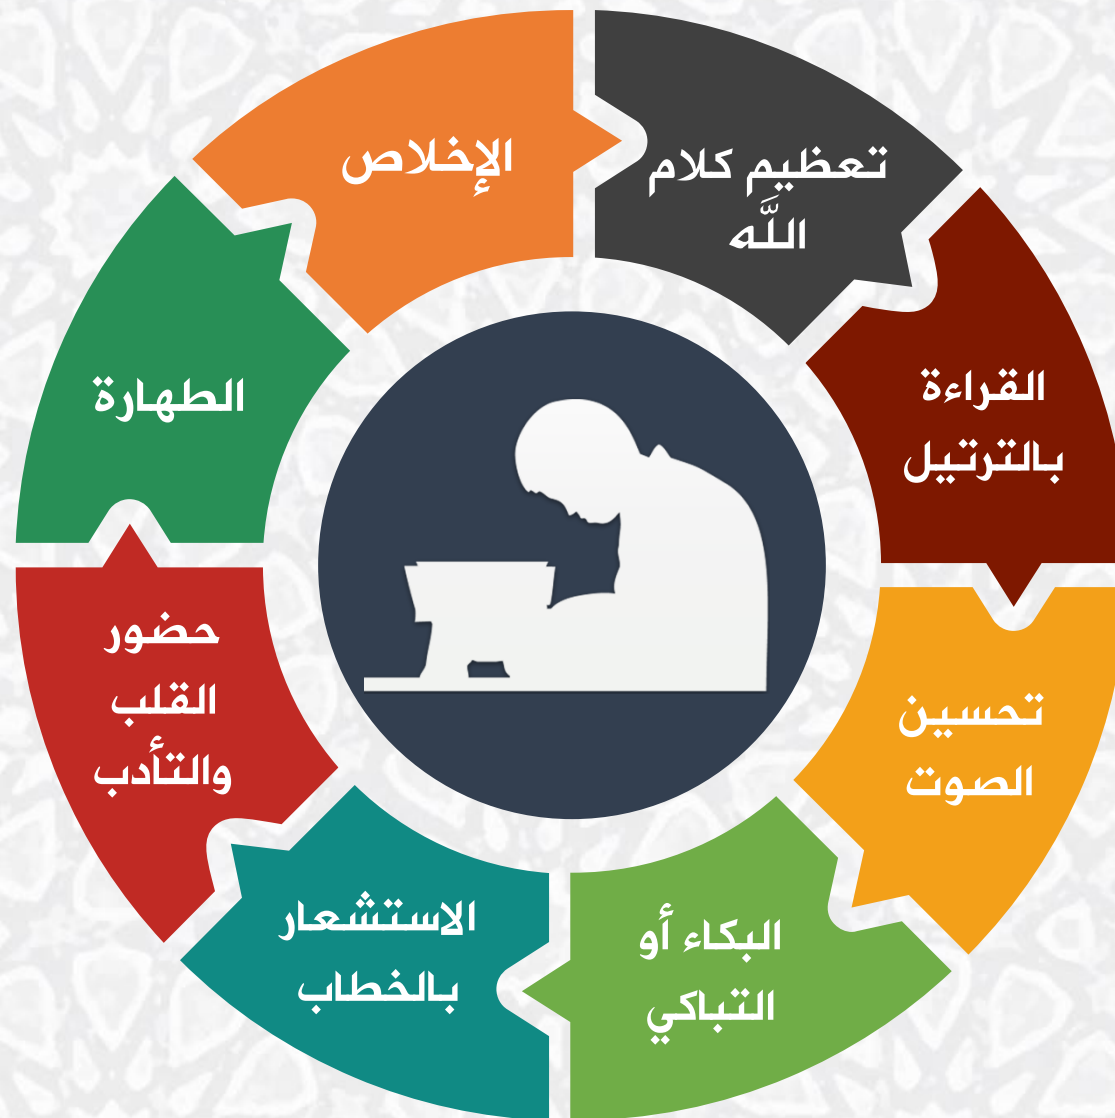 الإخلاص
تعظيم كلام
اللَّه
القراءة
بالترتيل
تحسين
الصوت
البكاء أو
التباكي
الاستشعار
بالخطاب
حضور
القلب
والتأدب
الطهارة